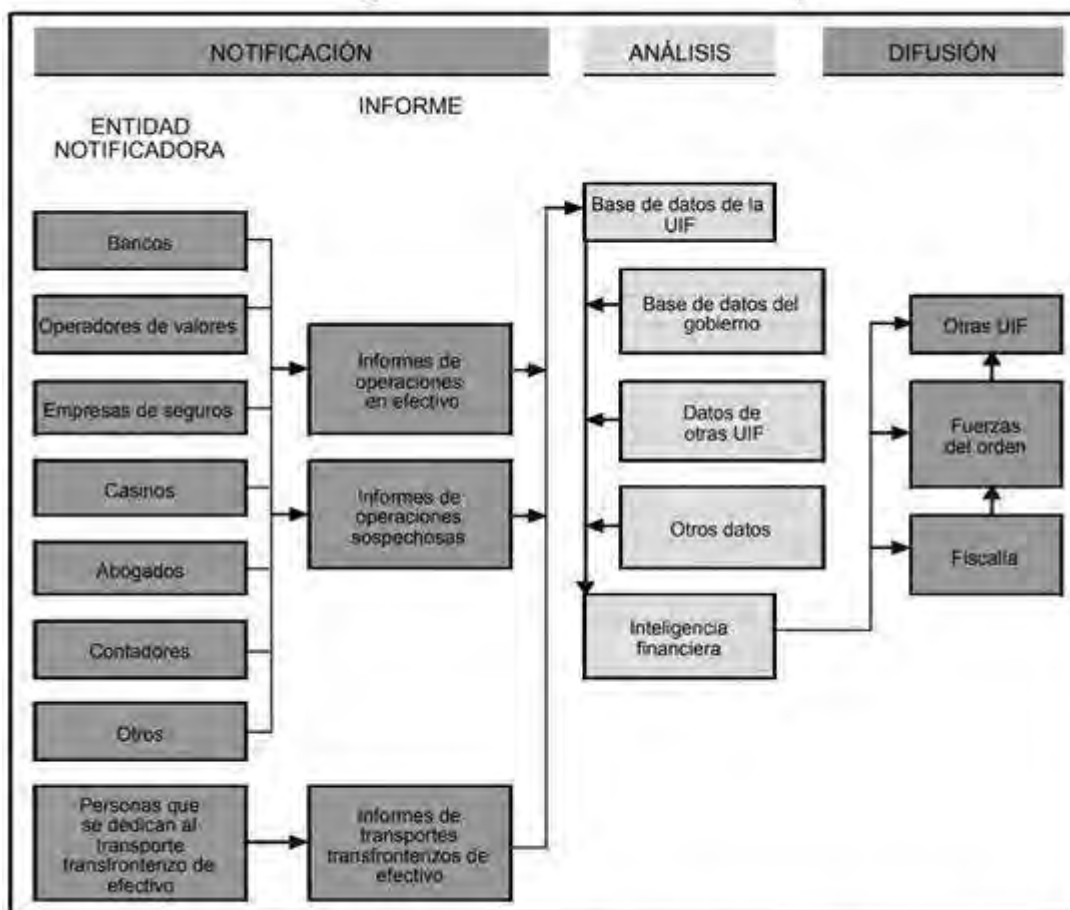 NOTIFICACIÓN
ANÁLISIS
DIFUSIÓN
INFORME
ENTIDAD
NOTIFICADORA
Bancos
Operadores de valores
Empresas de seguros
Casinos
Abogados
Contadores
Otros
Personas que
se dedican al
transporte
transfrontenzo de
efectivo
Informes de
operaciones
en efectivo
Informes de
operaciones
sospechosas
Informes de
transportes
transfrontenzos de
efectivo
Base de datos de la
UIF
Base de datos del
gobierno
Datos de
otras UIF
Otros datos
Inteligencia
financiera
Otras UIF
Fuerzas
del orden
Fiscalía